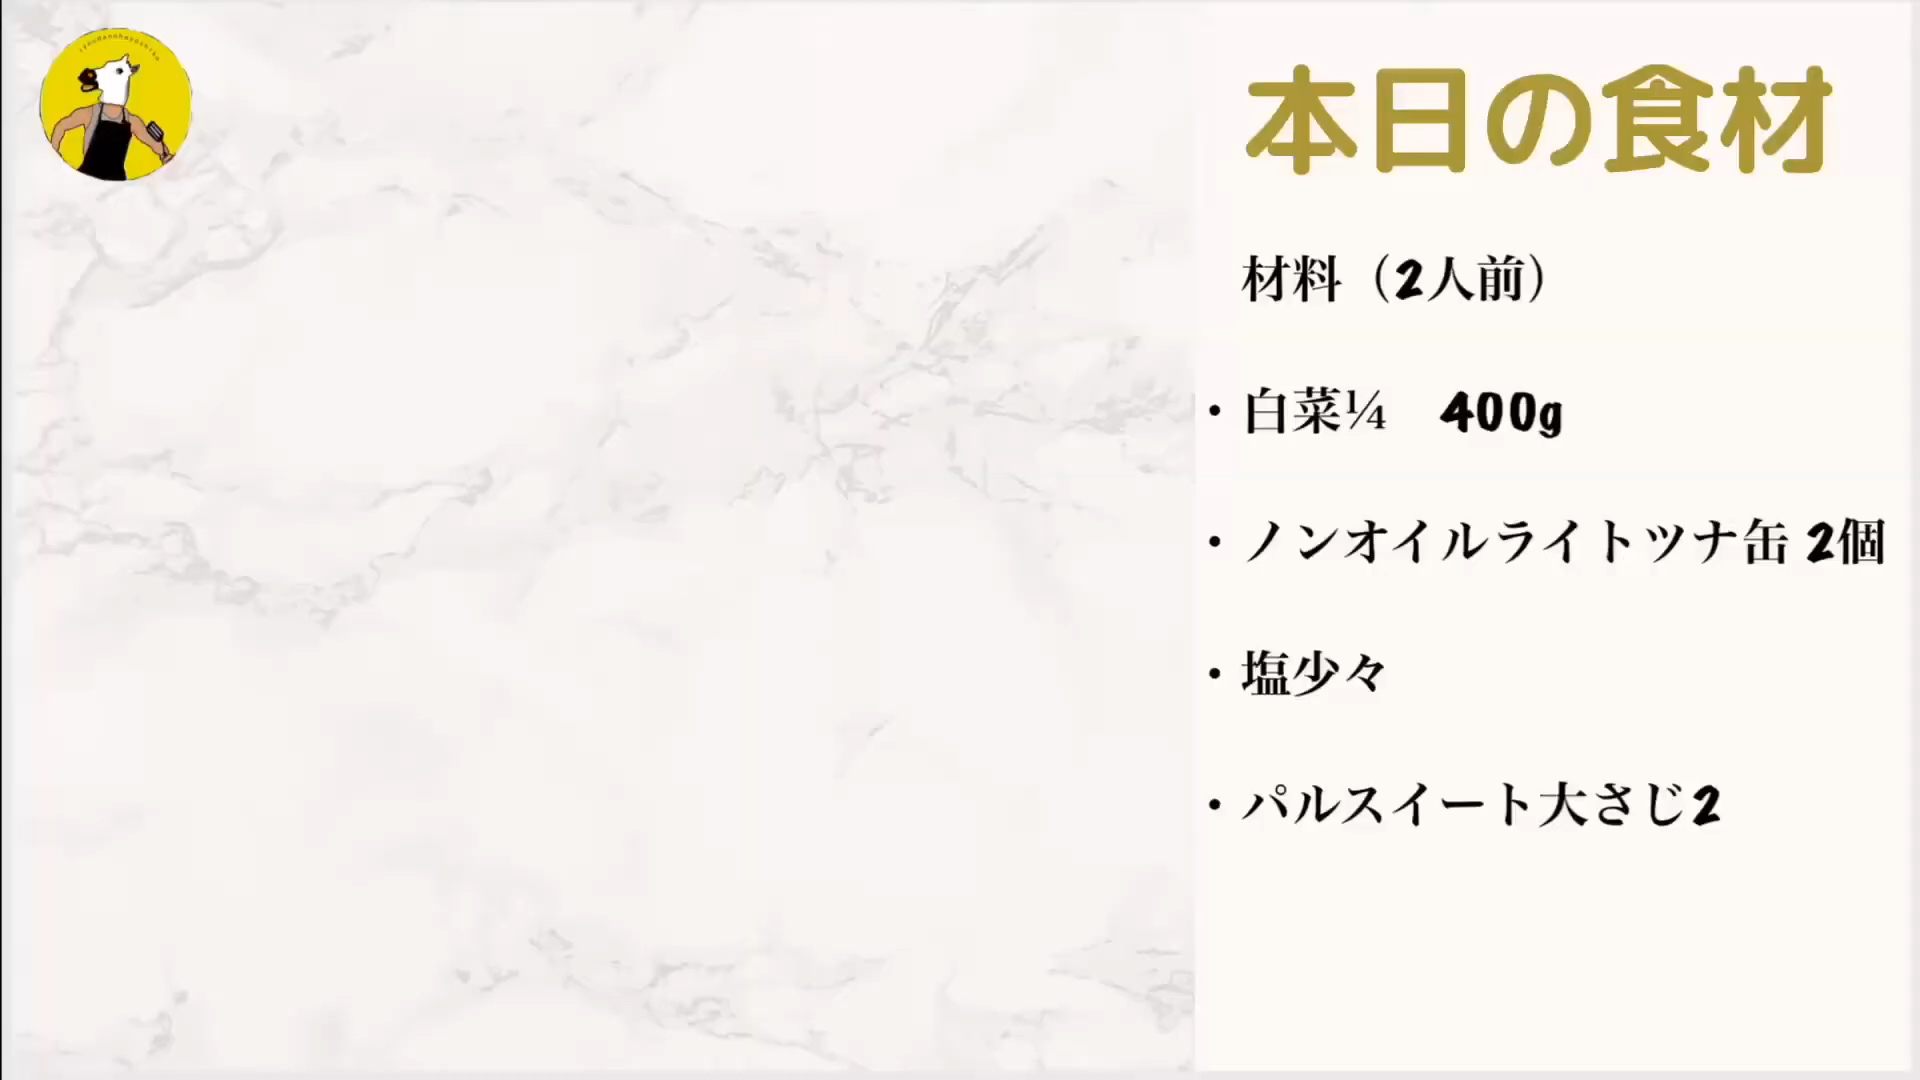 本日の食材
材料（2人前）
・白菜¼　400g
・ノンオイルライトツナ缶 2個
・塩少々
・パルスイート大さじ2